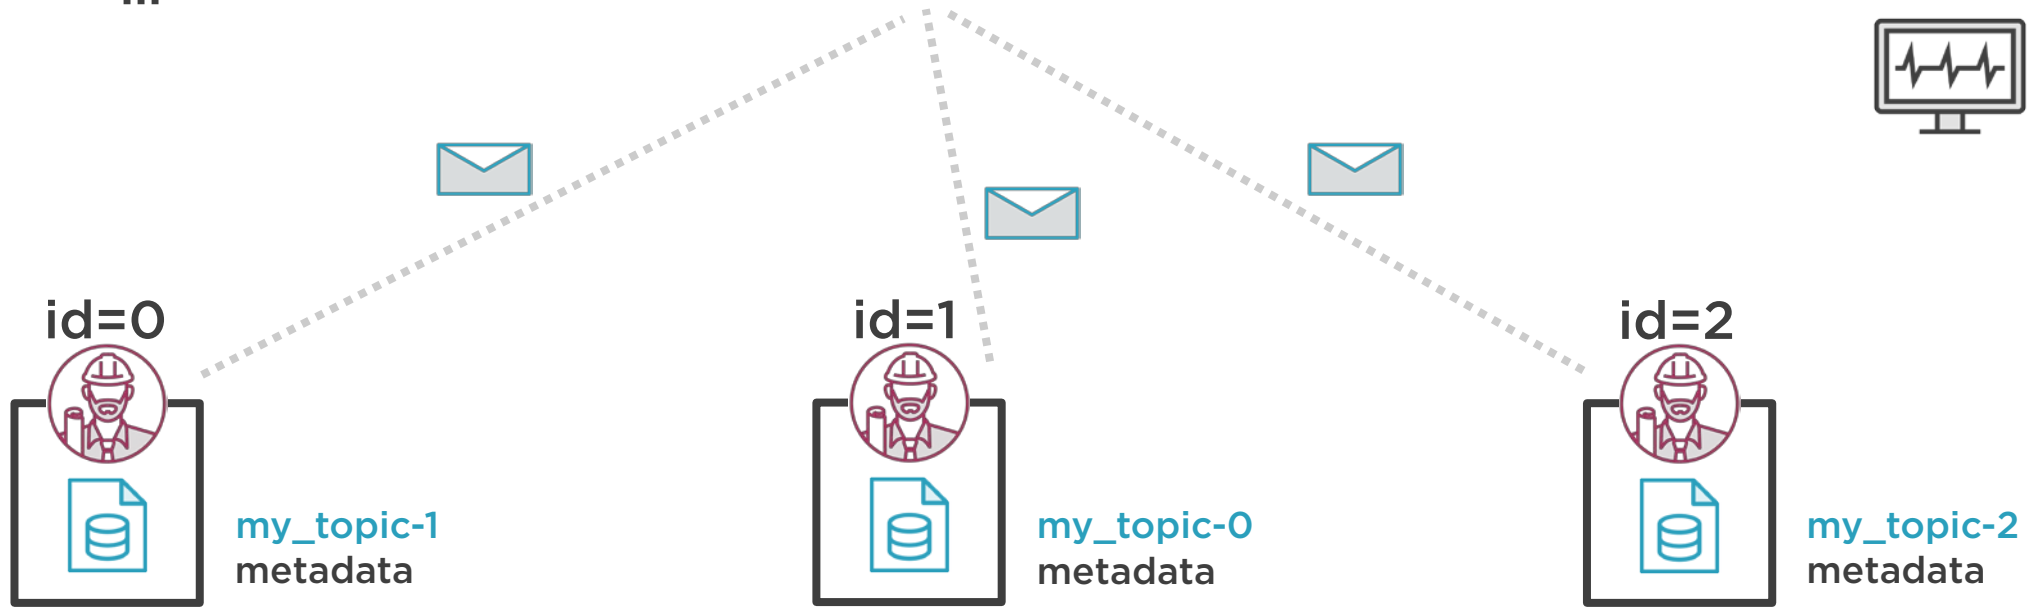 id=0
id=1
id=2
my_topic-1
metadata
my_topic-0
metadata
my_topic-2
metadata